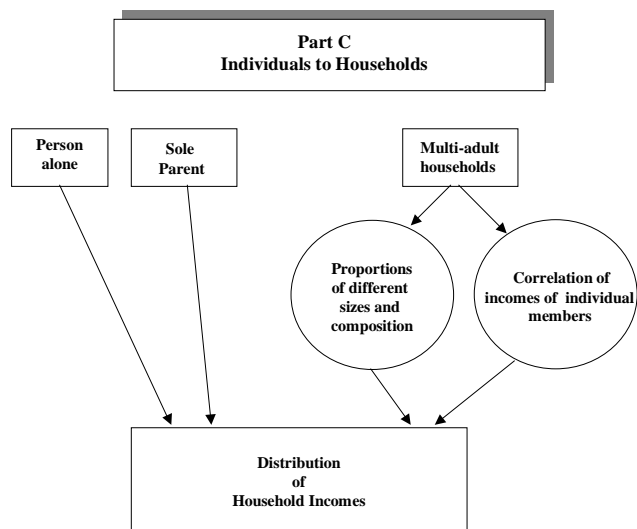 Part C
Individuals to Households
Person
alone
Sole
Parent
Multi-adult
households
Proportions
of different
sizes and
composition
Correlation of
incomes of individual
members
Distribution
of
Household Incomes